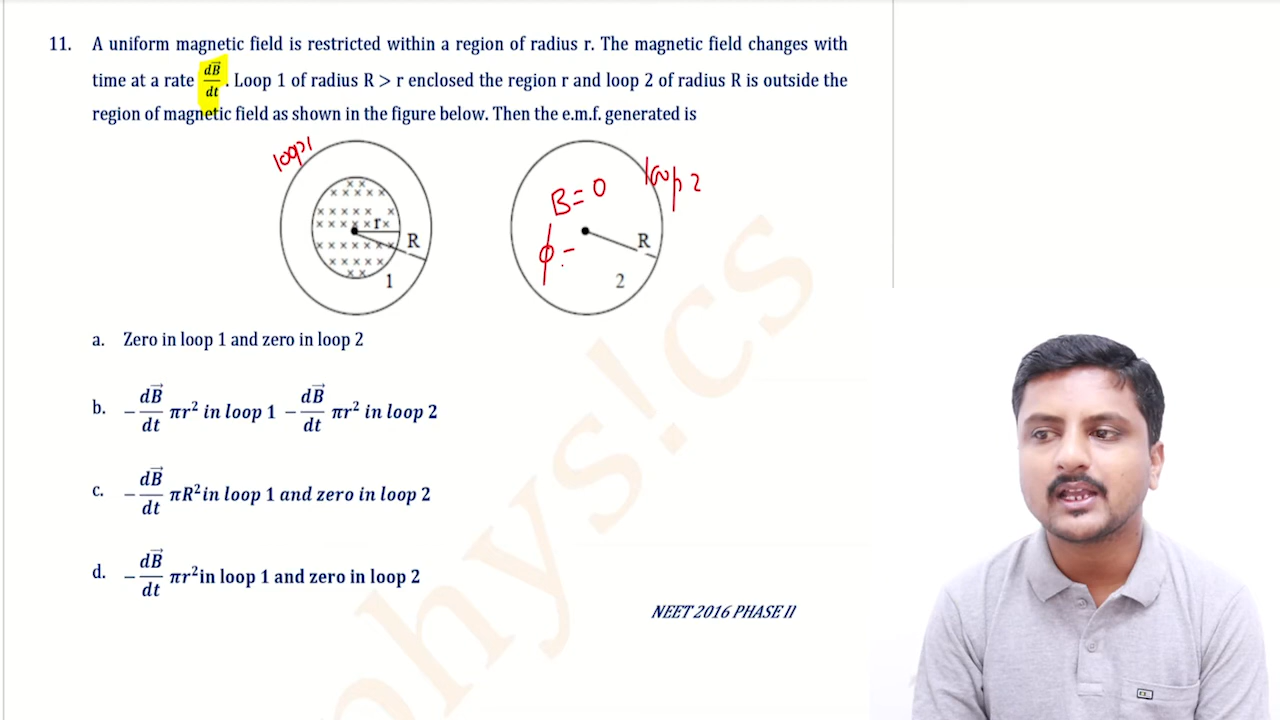 11. A uniform magnetic field is restricted within a region of radius r. The magnetic field changes with
time at a rate dB⃗/dt. Loop 1 of radius R > r enclosed the region r and loop 2 of radius R is outside the
region of magnetic field as shown in the figure below. Then the e.m.f. generated is
loop1
loop 2
B=0
ϕ=
r
R
1
R
2
a. Zero in loop 1 and zero in loop 2
b. −dB⃗/dt πr² in loop 1 −dB⃗/dt πr² in loop 2
c. −dB⃗/dt πR² in loop 1 and zero in loop 2
d. −dB⃗/dt πr² in loop 1 and zero in loop 2
NEET 2016 PHASE II
phys!cs